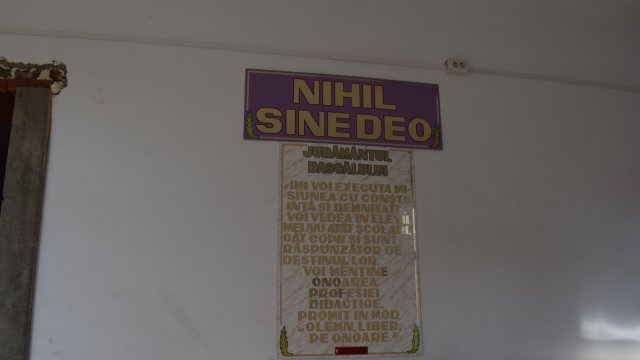 NIHIL
SINE DEO
JURĂMÂNTUL
DASCĂLULUI
„ÎMI VOI EXECUTA MI-
SIUNEA CU CONȘTI-
INȚĂ ȘI DEMNITATE
VOI VEDEA ÎN ELEV
MEI, NU ATÂT ȘCOLARI
CÂT COPII ȘI SUNT
RĂSPUNZĂTOR DE
DESTINUL LOR.
VOI MENȚINE
ONOAREA
PROFESIEI
DIDACTICE.
PROMIT ÎN MOD
SOLEMN, LIBER,
PE ONOARE."